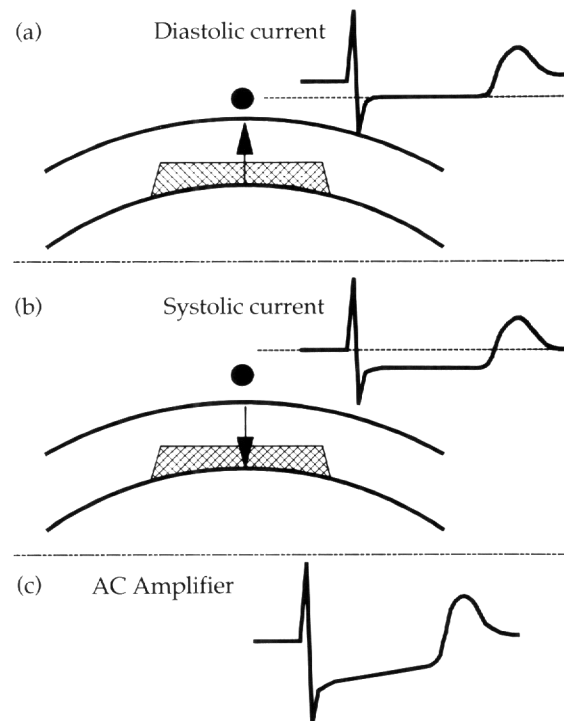 (a)
Diastolic current
(b)
Systolic current
(c)
AC Amplifier